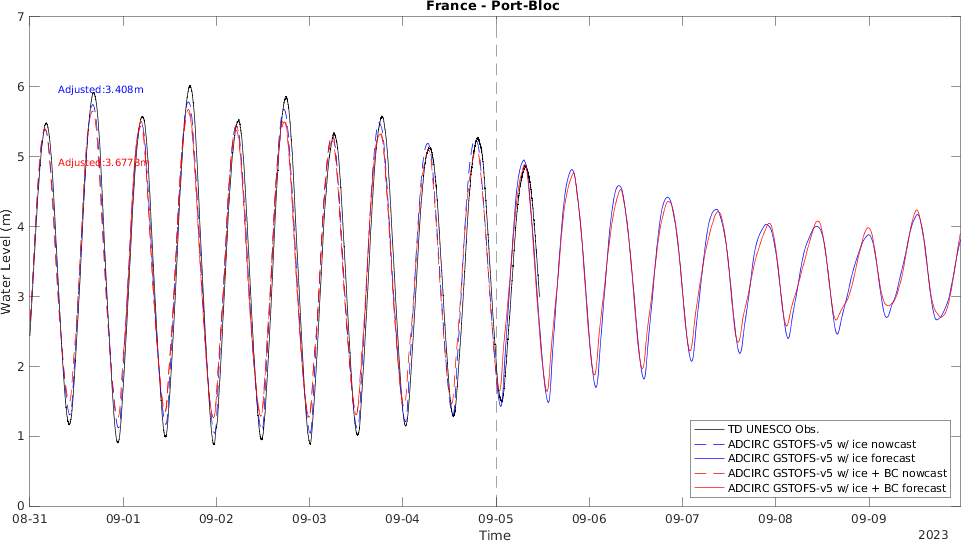 France - Port-Bloc
7
6
5
4
3
2
1
0
Adjusted:3.408m
Adjusted:3.6773m
Water Level (m)
TD UNESCO Obs.
ADCIRC GSTOFS-v5 w/ ice nowcast
ADCIRC GSTOFS-v5 w/ ice forecast
ADCIRC GSTOFS-v5 w/ ice + BC nowcast
ADCIRC GSTOFS-v5 w/ ice + BC forecast
08-31 09-01 09-02 09-03 09-04 09-05 09-06 09-07 09-08 09-09
Time
2023